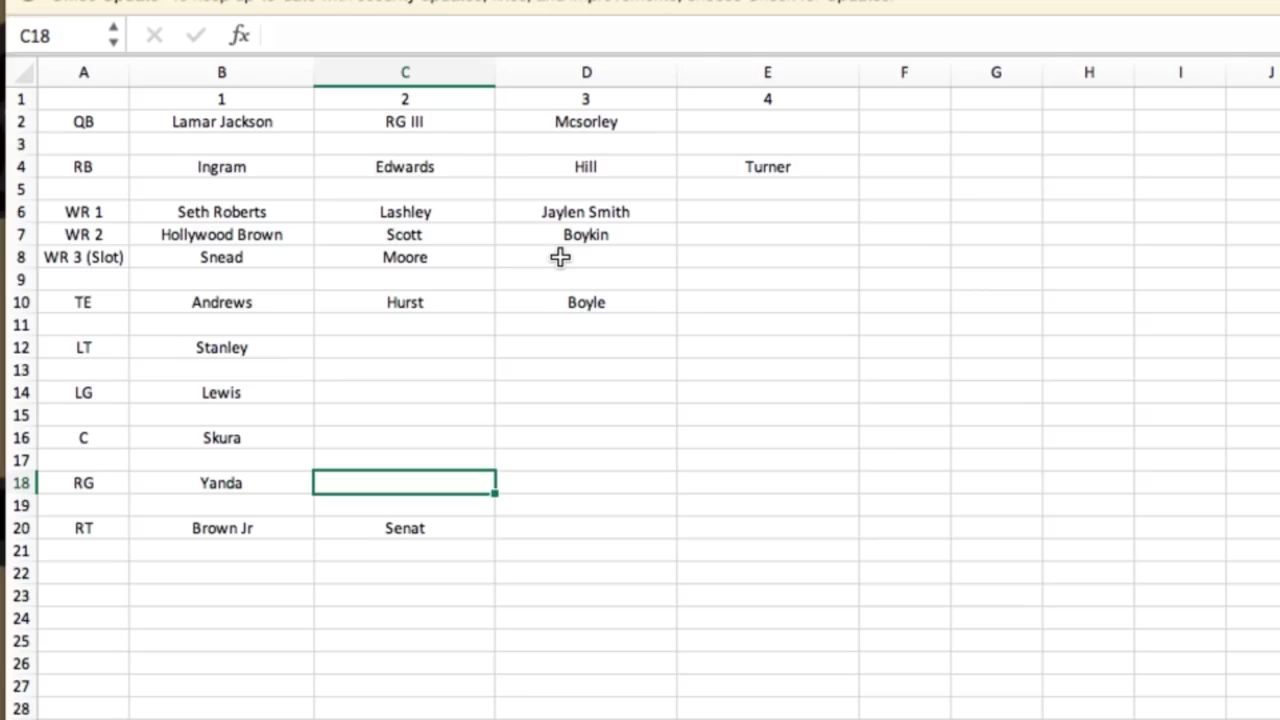 C18 fx
A B C D E F G H I J
1 1 2 3 4
2 QB Lamar Jackson RG III Mcsorley
3
4 RB Ingram Edwards Hill Turner
5
6 WR 1 Seth Roberts Lashley Jaylen Smith
7 WR 2 Hollywood Brown Scott Boykin
8 WR 3 (Slot) Snead Moore
9
10 TE Andrews Hurst Boyle
11
12 LT Stanley
13
14 LG Lewis
15
16 C Skura
17
18 RG Yanda
19
20 RT Brown Jr Senat
21
22
23
24
25
26
27
28